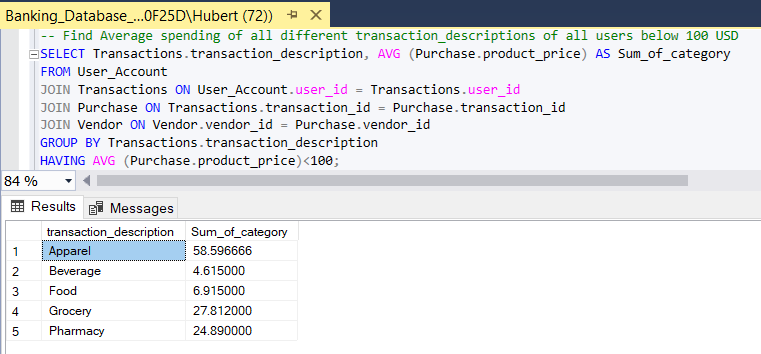 Banking_Database_...0F25D\Hubert (72))
-- Find Average spending of all different transaction_descriptions of all users below 100 USD
SELECT Transactions.transaction_description, AVG (Purchase.product_price) AS Sum_of_category
FROM User_Account
JOIN Transactions ON User_Account.user_id = Transactions.user_id
JOIN Purchase ON Transactions.transaction_id = Purchase.transaction_id
JOIN Vendor ON Vendor.vendor_id = Purchase.vendor_id
GROUP BY Transactions.transaction_description
HAVING AVG (Purchase.product_price)<100;
84 %
Results Messages
transaction_description Sum_of_category
1 Apparel 58.596666
2 Beverage 4.615000
3 Food 6.915000
4 Grocery 27.812000
5 Pharmacy 24.890000